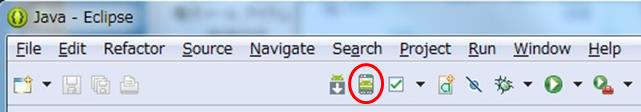 Java - Eclipse
File Edit Refactor Source Navigate Search Project Run Window Help